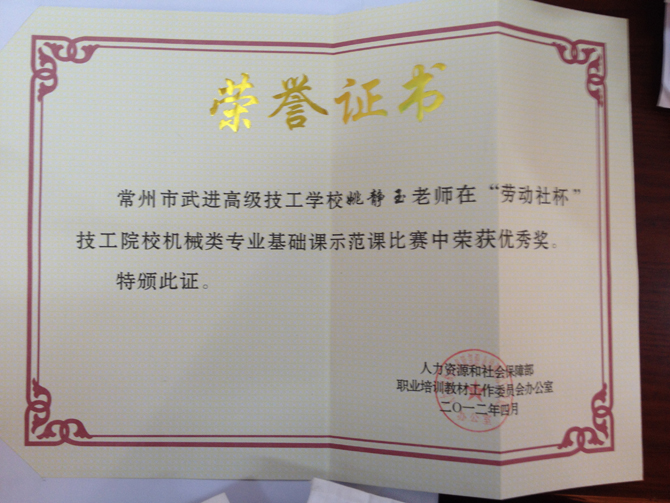 荣誉证书
常州市武进高级技工学校姚静玉老师在“劳动社杯”
技工院校机械类专业基础课示范课比赛中荣获优秀奖。
特颁此证。
人力资源和社会保障部
职业培训教材工作委员会办公室
二〇一二年四月